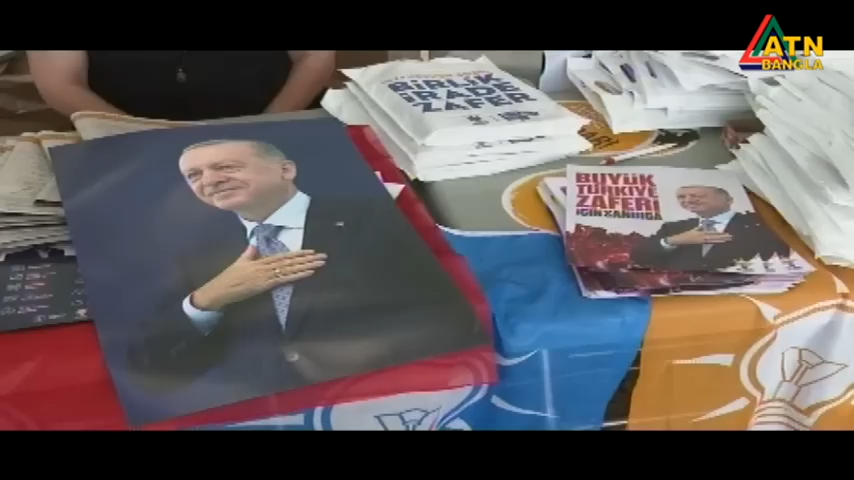 ATN
BANGLA
BİRLİK
İRADE
ZAFER
BÜYÜK
TÜRKİYE
ZAFERİ
İÇİN SANDIĞA